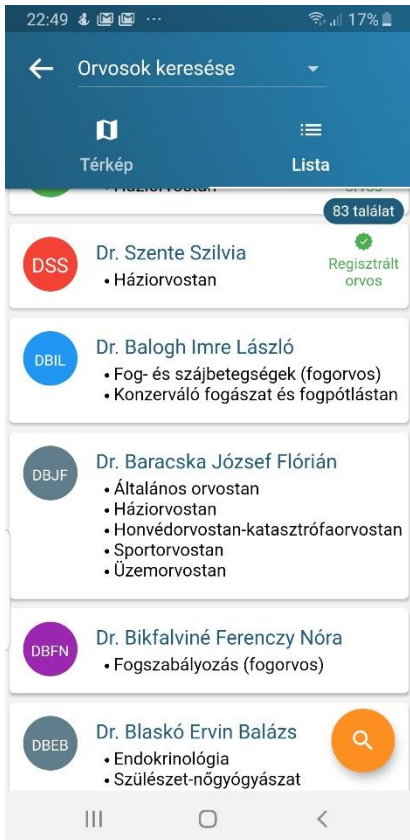 22:49 ... 17%
Orvosok keresése
Térkép
Lista
• Háziorvostan
orvos
83 találat
DSS
Dr. Szente Szilvia
• Háziorvostan
Regisztrált
orvos
DBIL
Dr. Balogh Imre László
• Fog- és szájbetegségek (fogorvos)
• Konzerváló fogászat és fogpótlástan
DBJF
Dr. Baracska József Flórián
• Általános orvostan
• Háziorvostan
• Honvédorvostan-katasztrófaorvostan
• Sportorvostan
• Üzemorvostan
DBFN
Dr. Bikfalviné Ferenczy Nóra
• Fogszabályozás (fogorvos)
DBEB
Dr. Blaskó Ervin Balázs
• Endokrinológia
• Szülészet-nőgyógyászat